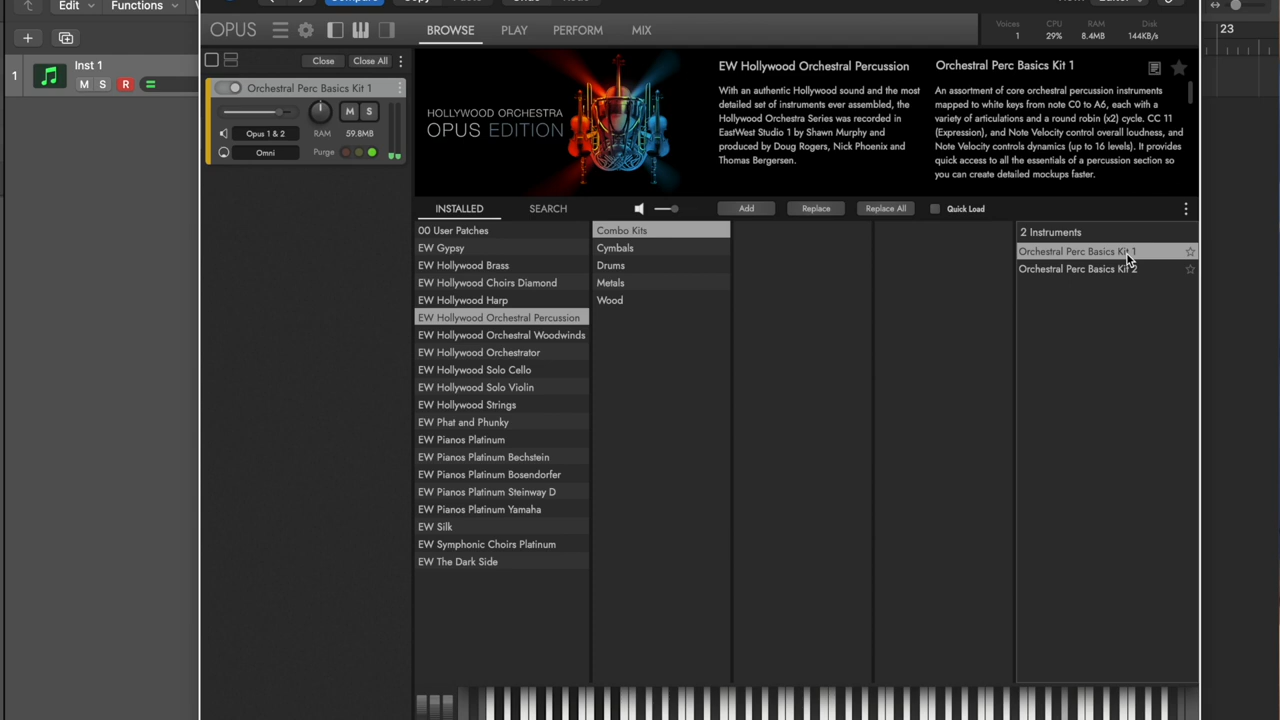 Edit
Functions
Compare
Copy
Undo
Editor
OPUS
BROWSE
PLAY
PERFORM
MIX
Voices
1
CPU
29%
RAM
8.4MB
Disk
144KB/s
23
1
Inst 1
M S R
Close
Close All
Orchestral Perc Basics Kit 1
M S
Opus 1 & 2
RAM
59.8MB
Omni
Purge
HOLLYWOOD ORCHESTRA
OPUS EDITION
EW Hollywood Orchestral Percussion
With an authentic Hollywood sound and the most
detailed set of instruments ever assembled, the
Hollywood Orchestra Series was recorded in
EastWest Studio 1 by Shawn Murphy and
produced by Doug Rogers, Nick Phoenix and
Thomas Bergersen.
Orchestral Perc Basics Kit 1
An assortment of core orchestral percussion instruments
mapped to white keys from note C0 to A6, each with a
variety of articulations and a round robin (x2) cycle. CC 11
(Expression), and Note Velocity control overall loudness, and
Note Velocity controls dynamics (up to 16 levels). It provides
quick access to all the essentials of a percussion section so
you can create detailed mockups faster.
INSTALLED
SEARCH
Add
Replace
Replace All
Quick Load
00 User Patches
EW Gypsy
EW Hollywood Brass
EW Hollywood Choirs Diamond
EW Hollywood Harp
EW Hollywood Orchestral Percussion
EW Hollywood Orchestral Woodwinds
EW Hollywood Orchestrator
EW Hollywood Solo Cello
EW Hollywood Solo Violin
EW Hollywood Strings
EW Phat and Phunky
EW Pianos Platinum
EW Pianos Platinum Bechstein
EW Pianos Platinum Bosendorfer
EW Pianos Platinum Steinway D
EW Pianos Platinum Yamaha
EW Silk
EW Symphonic Choirs Platinum
EW The Dark Side
Combo Kits
Cymbals
Drums
Metals
Wood
2 Instruments
Orchestral Perc Basics Kit 1
Orchestral Perc Basics Kit 2